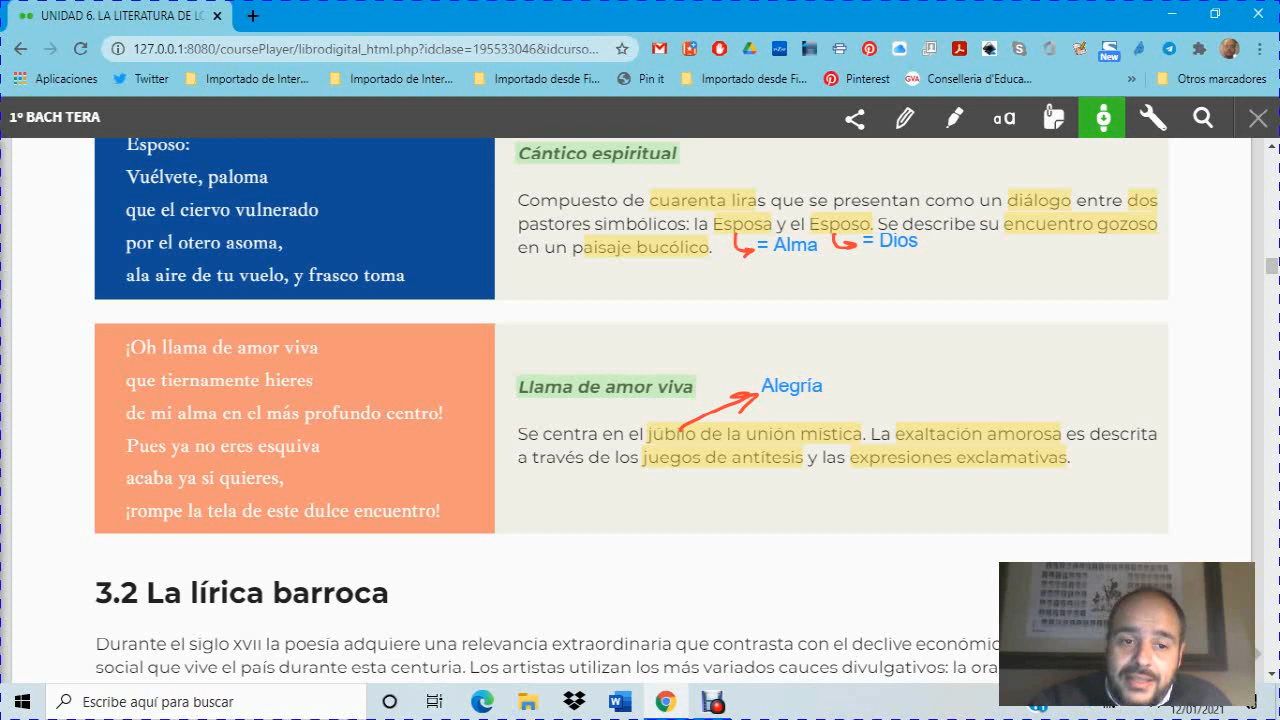 UNIDAD 6. LA LITERATURA DE LO
127.0.0.1:8080/coursePlayer/librodigital_html.php?idclase=195533046&idcurso...
New
Aplicaciones
Twitter
Importado de Inter...
Importado de Inter...
Importado desde Fi...
Pin it
Importado desde Fi...
Pinterest
GVA
Conselleria d'Educa...
»
Otros marcadores
1º BACH TERA
aa
Esposo:
Vuélvete, paloma
que el ciervo vulnerado
por el otero asoma,
ala aire de tu vuelo, y frasco toma
Cántico espiritual
Compuesto de cuarenta liras que se presentan como un diálogo entre dos
pastores simbólicos: la Esposa y el Esposo. Se describe su encuentro gozoso
en un paisaje bucólico.
= Alma
= Dios
¡Oh llama de amor viva
que tiernamente hieres
de mi alma en el más profundo centro!
Pues ya no eres esquiva
acaba ya si quieres,
¡rompe la tela de este dulce encuentro!
Llama de amor viva
Alegría
Se centra en el júbilo de la unión mística. La exaltación amorosa es descrita
a través de los juegos de antítesis y las expresiones exclamativas.
3.2 La lírica barroca
Durante el siglo XVII la poesía adquiere una relevancia extraordinaria que contrasta con el declive económic
social que vive el país durante esta centuria. Los artistas utilizan los más variados cauces divulgativos: la ora
Escribe aquí para buscar
12/01/2021